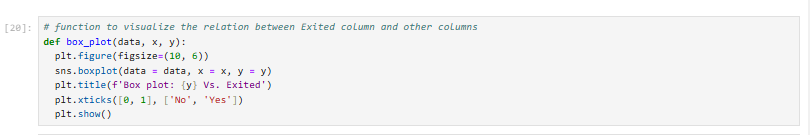 [20]: # function to visualize the relation between Exited column and other columns
def box_plot(data, x, y):
  plt.figure(figsize=(10, 6))
  sns.boxplot(data = data, x = x, y = y)
  plt.title(f'Box plot: {y} Vs. Exited')
  plt.xticks([0, 1], ['No', 'Yes'])
  plt.show()